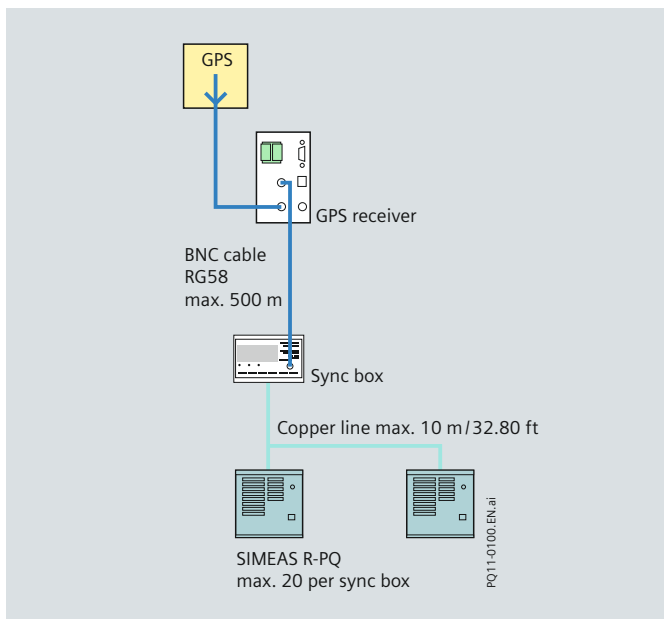 GPS
GPS receiver
BNC cable
RG58
max. 500 m
Sync box
Copper line max. 10 m/32.80 ft
SIMEAS R-PQ
max. 20 per sync box
PQ11-0100.EN.ai